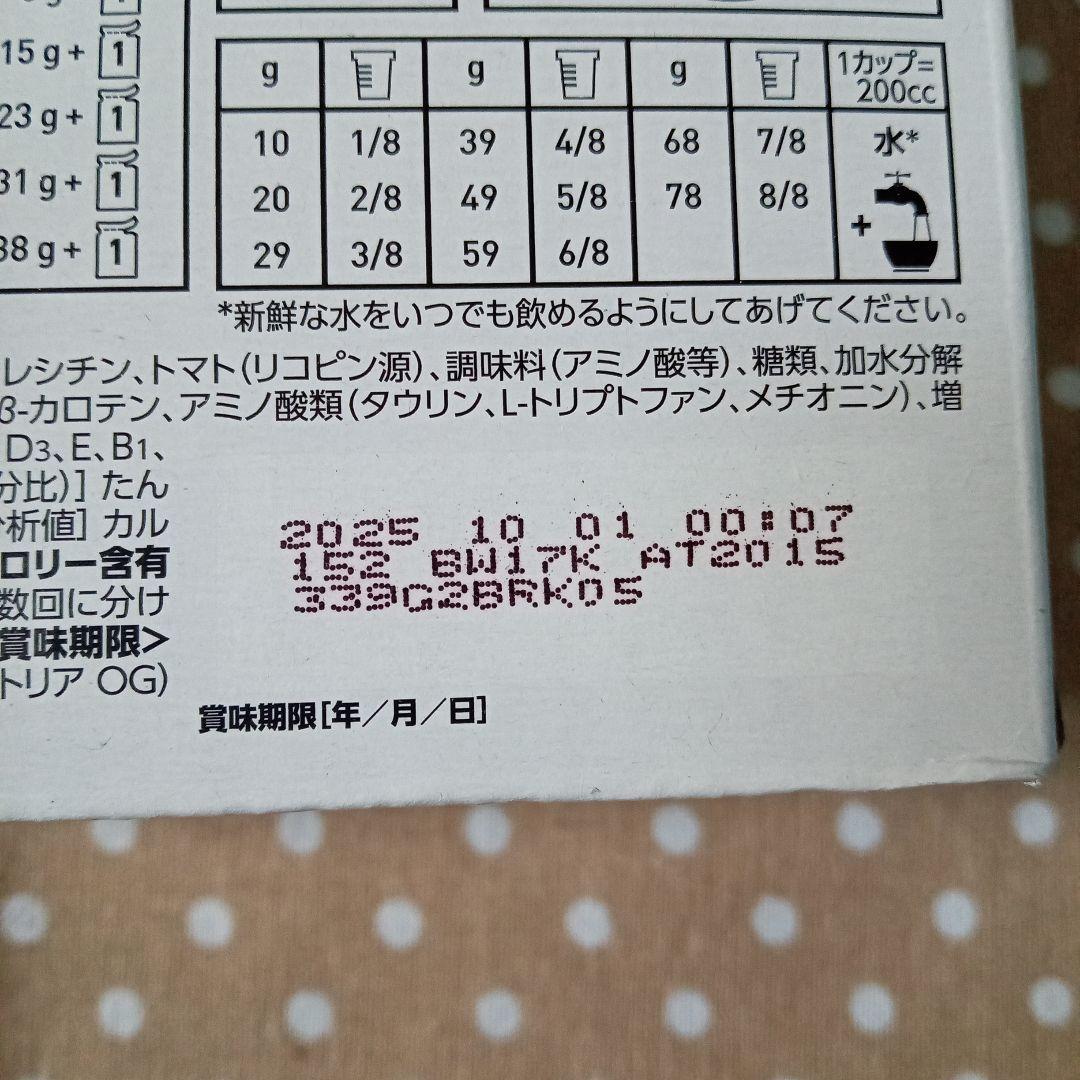 15 g + 1
23 g + 1
31 g + 1
38 g + 1
g g g 1カップ=
200cc
10 1/8 39 4/8 68 7/8 水*
20 2/8 49 5/8 78 8/8
+
29 3/8 59 6/8
*新鮮な水をいつでも飲めるようにしてあげてください。
レシチン、トマト(リコピン源)、調味料(アミノ酸等)、糖類、加水分解
β-カロテン、アミノ酸類(タウリン、L-トリプトファン、メチオニン)、増
D3、E、B1、
分比)] たん
析値] カル
ロリー含有
数回に分け
賞味期限>
トリア OG)
2025 10 01 00:07
152 BW17K AT2015
339G2BRK05
賞味期限[年/月/日]